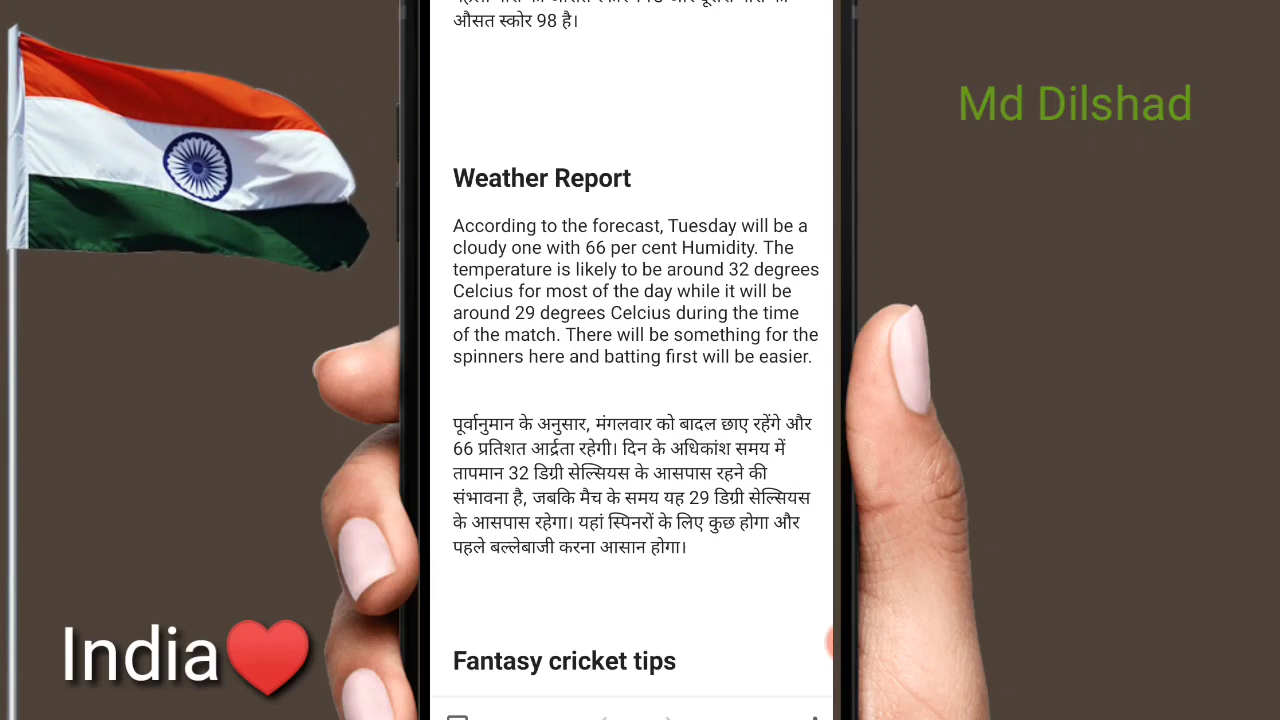 औसत स्कोर 98 है।
Md Dilshad
Weather Report
According to the forecast, Tuesday will be a
cloudy one with 66 per cent Humidity. The
temperature is likely to be around 32 degrees
Celcius for most of the day while it will be
around 29 degrees Celcius during the time
of the match. There will be something for the
spinners here and batting first will be easier.
पूर्वानुमान के अनुसार, मंगलवार को बादल छाए रहेंगे और
66 प्रतिशत आर्द्रता रहेगी। दिन के अधिकांश समय में
तापमान 32 डिग्री सेल्सियस के आसपास रहने की
संभावना है, जबकि मैच के समय यह 29 डिग्री सेल्सियस
के आसपास रहेगा। यहां स्पिनरों के लिए कुछ होगा और
पहले बल्लेबाजी करना आसान होगा।
India❤️
Fantasy cricket tips